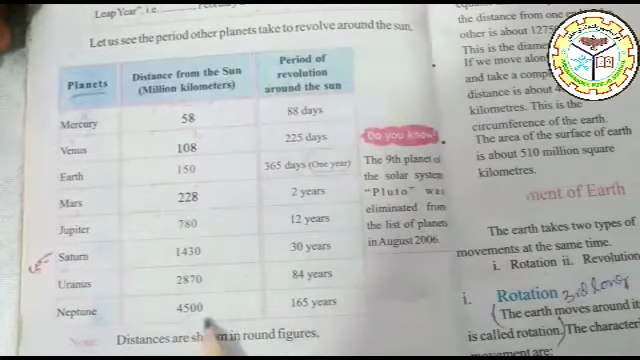 Leap Year", i.e.
Let us see the period other planets take to revolve around the sun.
Planets Distance from the Sun (Million kilometers) Period of revolution around the sun
Mercury 58 88 days
Venus 108 225 days
Earth 150 365 days (One year)
Mars 228 2 years
Jupiter 780 12 years
Saturn 1430 30 years
Uranus 2870 84 years
Neptune 4500 165 years
Note: Distances are shown in round figures.
Do you know?
The 9th planet of
the solar system
"Pluto" was
eliminated from
the list of planets
in August 2006.
the distance from one
other is about 1275
This is the diame
If we move alon
and take a comp
distance is about 4
kilometres. This is the
circumference of the earth.
The area of the surface of earth
is about 510 million square
kilometres.
ment of Earth
The earth takes two types of
movements at the same time.
i. Rotation ii. Revolution
i. Rotation 3rd long
(The earth moves around it
is called rotation.) The character
movement are: